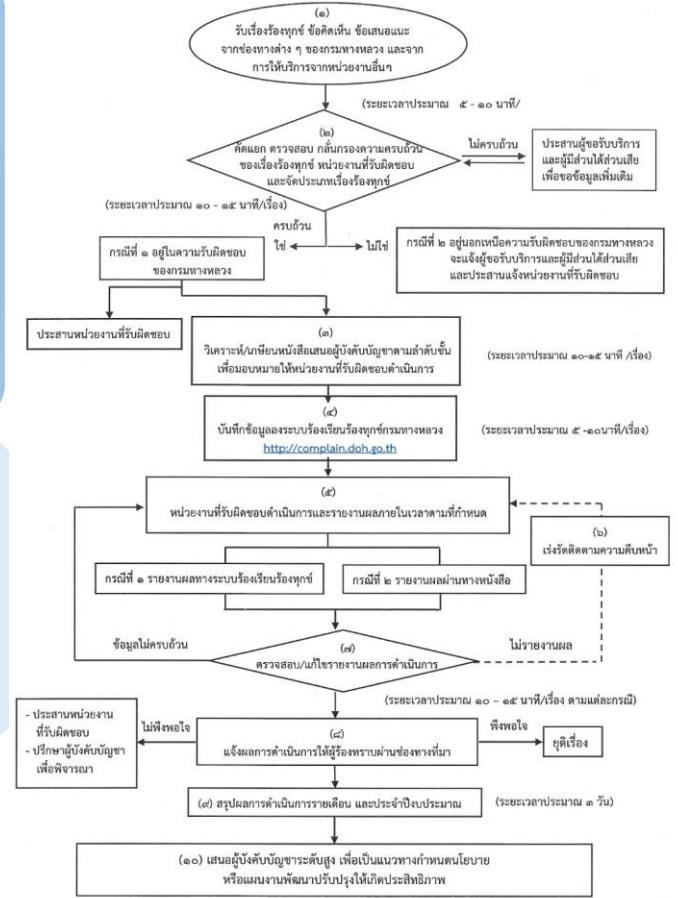 (๑)
รับเรื่องร้องทุกข์ ข้อคิดเห็น ข้อเสนอแนะ
จากช่องทางต่าง ๆ ของกรมทางหลวง และจาก
การให้บริการจากหน่วยงานอื่นๆ
(ระยะเวลาประมาณ ๕ - ๑๐ นาที/
(๒)
คัดแยก ตรวจสอบ กลั่นกรองความครบถ้วน
ของเรื่องร้องทุกข์ หน่วยงานที่รับผิดชอบ
และจัดประเภทเรื่องร้องทุกข์
ไม่ครบถ้วน
ประสานผู้ขอรับบริการ
และผู้มีส่วนได้ส่วนเสีย
เพื่อขอข้อมูลเพิ่มเติม
(ระยะเวลาประมาณ ๑๐ - ๑๕ นาที/เรื่อง)
ครบถ้วน
ใช่
ไม่ใช่
กรณีที่ ๑ อยู่ในความรับผิดชอบ
ของกรมทางหลวง
กรณีที่ ๒ อยู่นอกเหนือความรับผิดชอบของกรมทางหลวง
จะแจ้งผู้ขอรับบริการและผู้มีส่วนได้ส่วนเสีย
และประสานแจ้งหน่วยงานที่รับผิดชอบ
ประสานหน่วยงานที่รับผิดชอบ
(๓)
วิเคราะห์/เกษียนหนังสือเสนอผู้บังคับบัญชาตามลำดับชั้น
เพื่อมอบหมายให้หน่วยงานที่รับผิดชอบดำเนินการ
(ระยะเวลาประมาณ ๑๐-๑๕ นาที /เรื่อง)
(๔)
บันทึกข้อมูลลงระบบร้องเรียนร้องทุกข์กรมทางหลวง
http://complain.doh.go.th
(ระยะเวลาประมาณ ๕ -๑๐นาที/เรื่อง)
(๕)
หน่วยงานที่รับผิดชอบดำเนินการและรายงานผลภายในเวลาตามที่กำหนด
(๖)
เร่งรัดติดตามความคืบหน้า
กรณีที่ ๑ รายงานผลทางระบบร้องเรียนร้องทุกข์
กรณีที่ ๒ รายงานผลผ่านทางหนังสือ
ข้อมูลไม่ครบถ้วน
(๗)
ตรวจสอบ/แก้ไขรายงานผลการดำเนินการ
ไม่รายงานผล
(ระยะเวลาประมาณ ๑๐ – ๑๕ นาที/เรื่อง ตามแต่ละกรณี)
- ประสานหน่วยงาน
ที่รับผิดชอบ
- ปรึกษาผู้บังคับบัญชา
เพื่อพิจารณา
ไม่พึงพอใจ
(๘)
แจ้งผลการดำเนินการให้ผู้ร้องทราบผ่านช่องทางที่มา
พึงพอใจ
ยุติเรื่อง
(๙) สรุปผลการดำเนินการรายเดือน และประจำปีงบประมาณ
(ระยะเวลาประมาณ ๓ วัน)
(๑๐) เสนอผู้บังคับบัญชาระดับสูง เพื่อเป็นแนวทางกำหนดนโยบาย
หรือแผนงานพัฒนาปรับปรุงให้เกิดประสิทธิภาพ